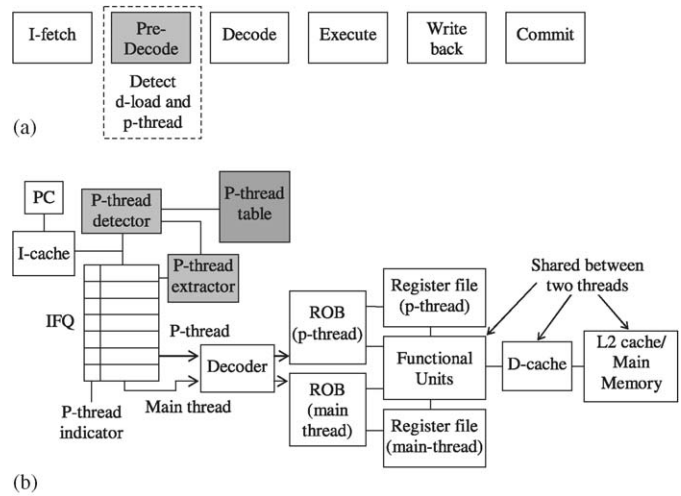 I-fetch
Pre-
Decode
Decode
Execute
Write
back
Commit
Detect
d-load and
p-thread
(a)
PC
I-cache
P-thread
detector
P-thread
table
P-thread
extractor
IFQ
P-thread
indicator
P-thread
Main thread
Decoder
ROB
(p-thread)
ROB
(main
thread)
Register file
(p-thread)
Functional
Units
Register file
(main-thread)
Shared between
two threads
D-cache
L2 cache/
Main
Memory
(b)